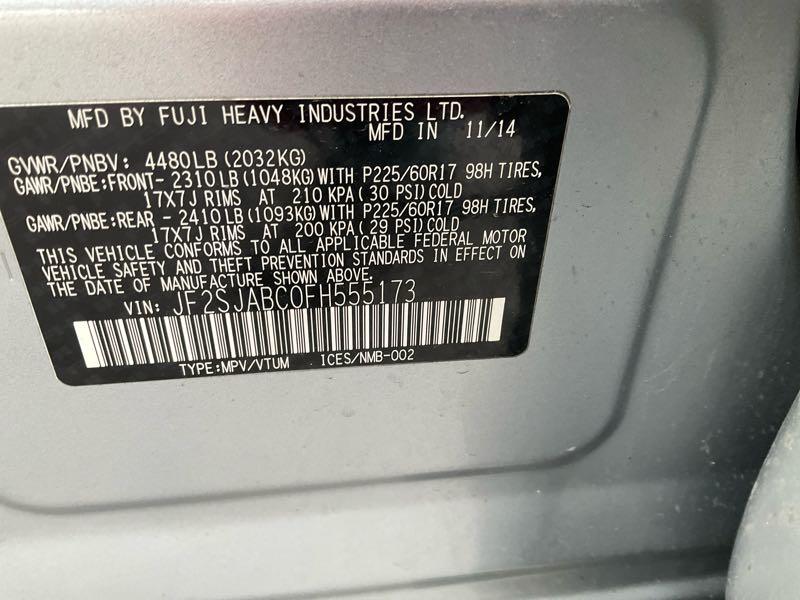 MFD BY FUJI HEAVY INDUSTRIES LTD.
MFD IN 11/14
GVWR/PNBV: 4480LB(2032KG)
GAWR/PNBE:FRONT- 2310LB(1048KG)WITH P225/60R17 98H TIRES,
17X7J RIMS AT 210 KPA(30 PSI)COLD
GAWR/PNBE:REAR - 2410LB(1093KG)WITH P225/60R17 98H TIRES,
17X7J RIMS AT 200 KPA(29 PSI)COLD
THIS VEHICLE CONFORMS TO ALL APPLICABLE FEDERAL MOTOR
VEHICLE SAFETY AND THEFT PREVENTION STANDARDS IN EFFECT ON
THE DATE OF MANUFACTURE SHOWN ABOVE.
VIN: JF2SJABC0FH555173
TYPE:MPV/VTUM ICES/NMB-002